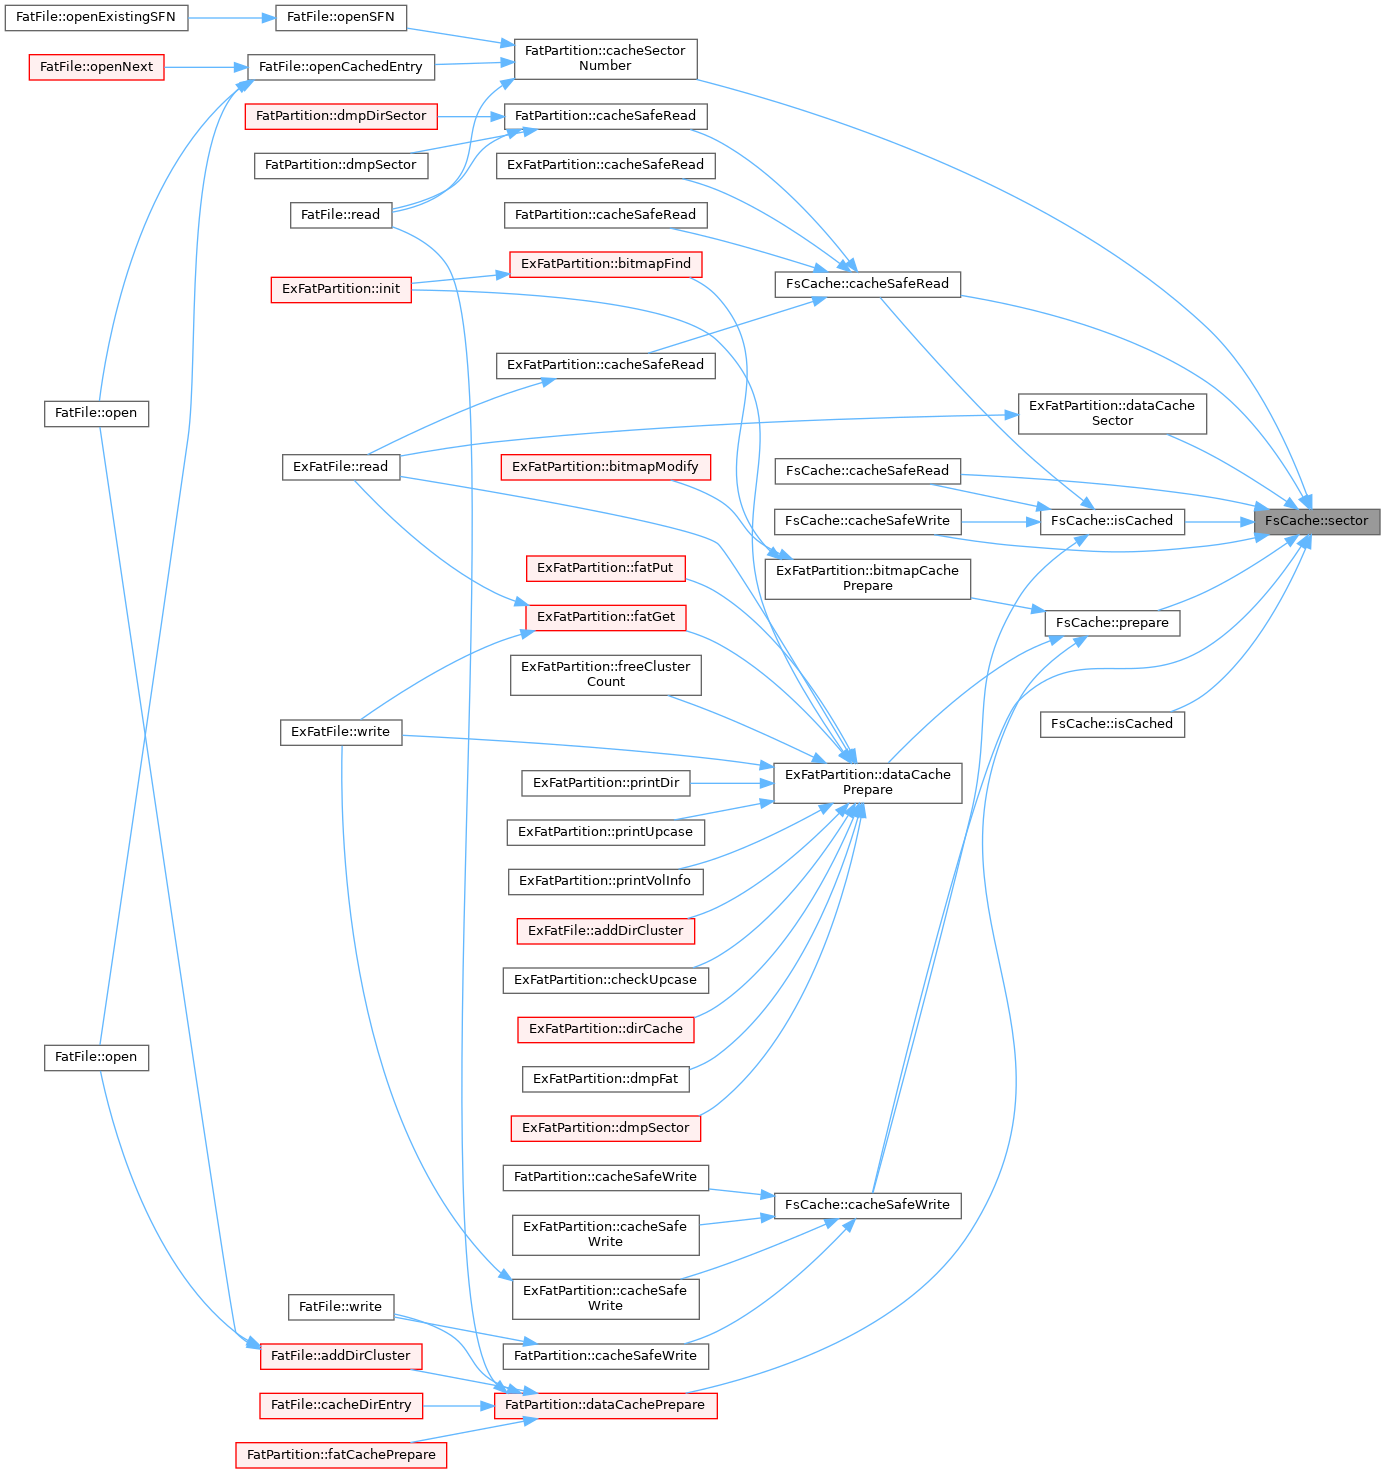 FatFile::openExistingSFN
FatFile::openSFN
FatPartition::cacheSector
Number
FatFile::openNext
FatFile::openCachedEntry
FatPartition::dmpDirSector
FatPartition::cacheSafeRead
FatPartition::dmpSector
ExFatPartition::cacheSafeRead
FatFile::read
FatPartition::cacheSafeRead
ExFatPartition::bitmapFind
ExFatPartition::init
FsCache::cacheSafeRead
ExFatPartition::cacheSafeRead
FatFile::open
ExFatPartition::dataCache
Sector
ExFatFile::read
ExFatPartition::bitmapModify
FsCache::cacheSafeRead
FsCache::cacheSafeWrite
FsCache::isCached
FsCache::sector
ExFatPartition::fatPut
ExFatPartition::bitmapCache
Prepare
ExFatPartition::fatGet
FsCache::prepare
ExFatPartition::freeCluster
Count
ExFatFile::write
FsCache::isCached
ExFatPartition::printDir
ExFatPartition::dataCache
Prepare
ExFatPartition::printUpcase
ExFatPartition::printVolInfo
ExFatFile::addDirCluster
ExFatPartition::checkUpcase
ExFatPartition::dirCache
FatFile::open
ExFatPartition::dmpFat
ExFatPartition::dmpSector
FatPartition::cacheSafeWrite
FsCache::cacheSafeWrite
ExFatPartition::cacheSafe
Write
ExFatPartition::cacheSafe
Write
FatFile::write
FatFile::addDirCluster
FatPartition::cacheSafeWrite
FatFile::cacheDirEntry
FatPartition::dataCachePrepare
FatPartition::fatCachePrepare